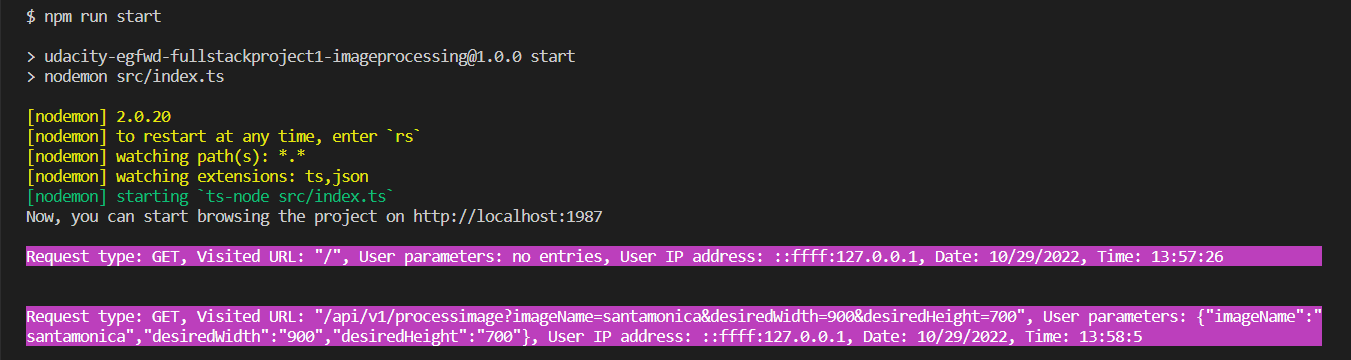 $ npm run start
> udacity-egfwd-fullstackproject1-imageprocessing@1.0.0 start
> nodemon src/index.ts
[nodemon] 2.0.20
[nodemon] to restart at any time, enter `rs`
[nodemon] watching path(s): *.*
[nodemon] watching extensions: ts,json
[nodemon] starting `ts-node src/index.ts`
Now, you can start browsing the project on http://localhost:1987
Request type: GET, Visited URL: "/", User parameters: no entries, User IP address: ::ffff:127.0.0.1, Date: 10/29/2022, Time: 13:57:26
Request type: GET, Visited URL: "/api/v1/processimage?imageName=santamonica&desiredWidth=900&desiredHeight=700", User parameters: {"imageName":"
santamonica","desiredWidth":"900","desiredHeight":"700"}, User IP address: ::ffff:127.0.0.1, Date: 10/29/2022, Time: 13:58:5